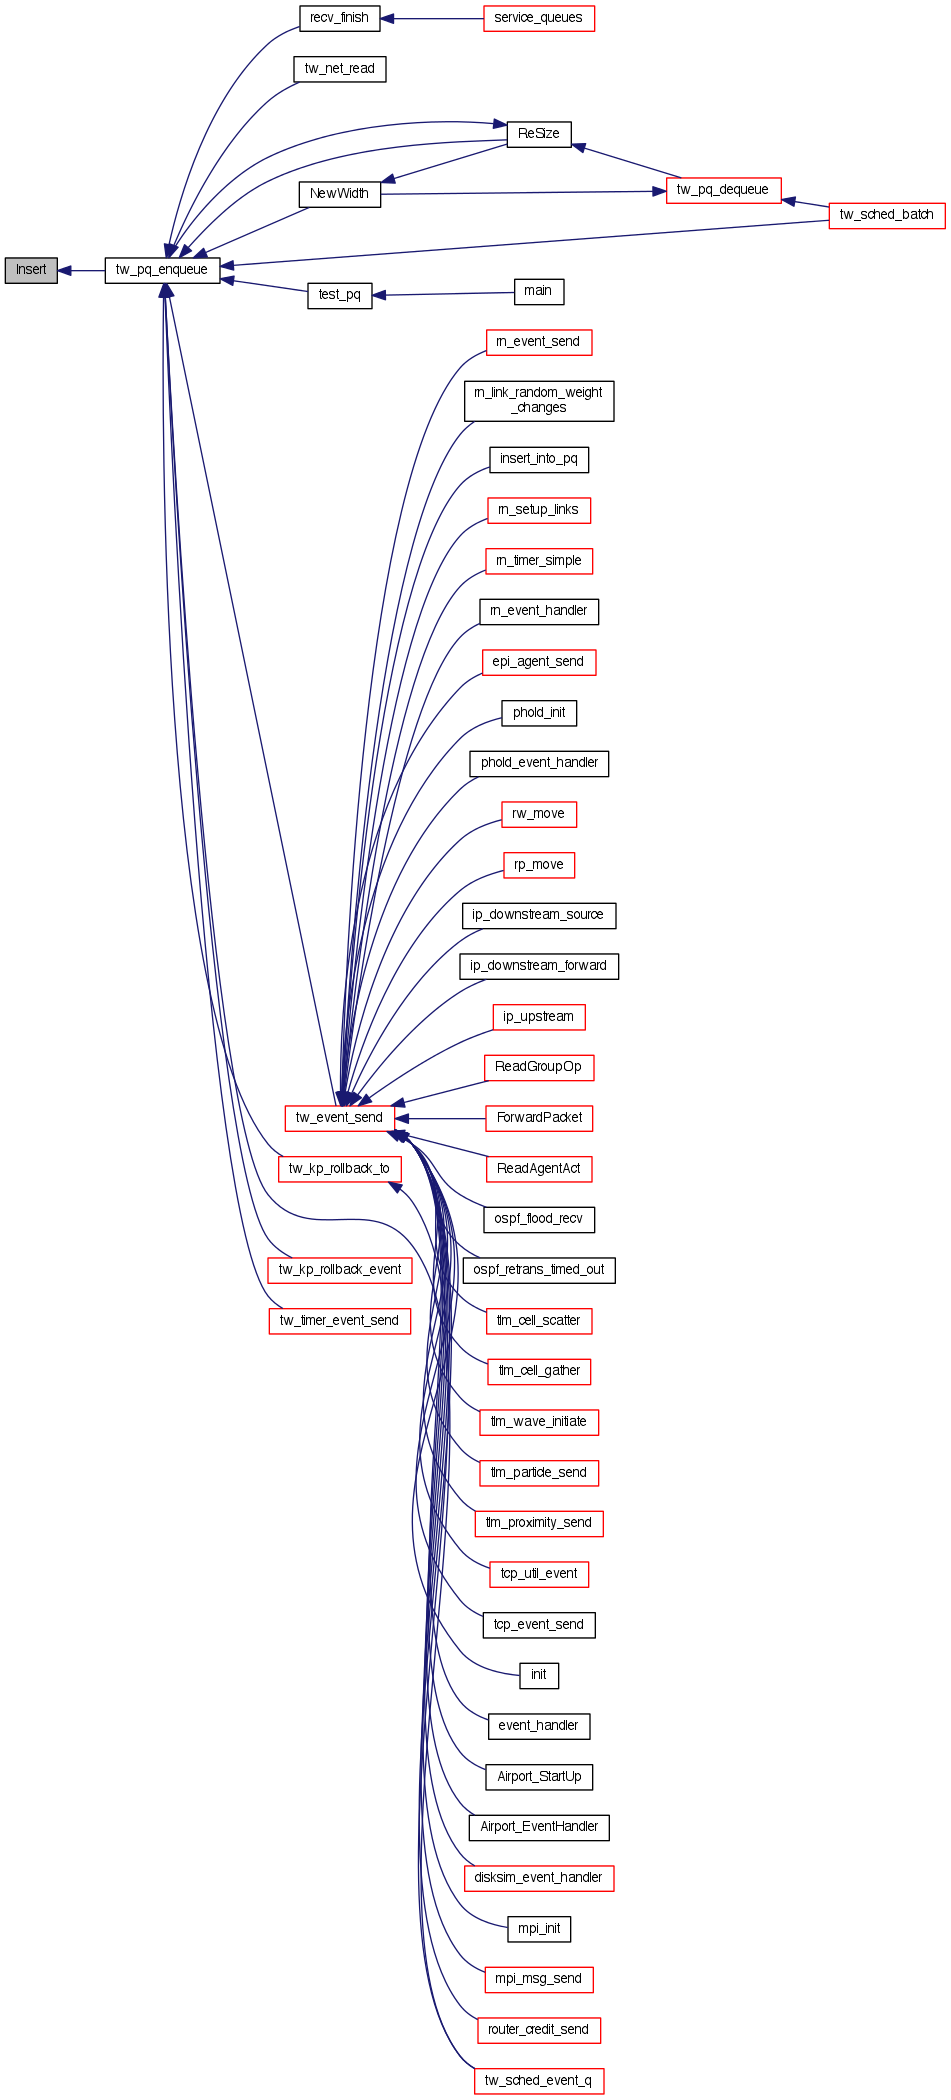 recv_finish
service_queues
tw_net_read
ReSize
NewWidth
tw_pq_dequeue
tw_sched_batch
Insert
tw_pq_enqueue
test_pq
main
rn_event_send
rn_link_random_weight
_changes
insert_into_pq
rn_setup_links
rn_timer_simple
rn_event_handler
epi_agent_send
phold_init
phold_event_handler
rw_move
rp_move
ip_downstream_source
ip_downstream_forward
ip_upstream
ReadGroupOp
tw_event_send
ForwardPacket
tw_kp_rollback_to
ReadAgentAct
ospf_flood_recv
tw_kp_rollback_event
ospf_retrans_timed_out
tw_timer_event_send
tlm_cell_scatter
tlm_cell_gather
tlm_wave_initiate
tlm_particle_send
tlm_proximity_send
tcp_util_event
tcp_event_send
init
event_handler
Airport_StartUp
Airport_EventHandler
disksim_event_handler
mpi_init
mpi_msg_send
router_credit_send
tw_sched_event_q